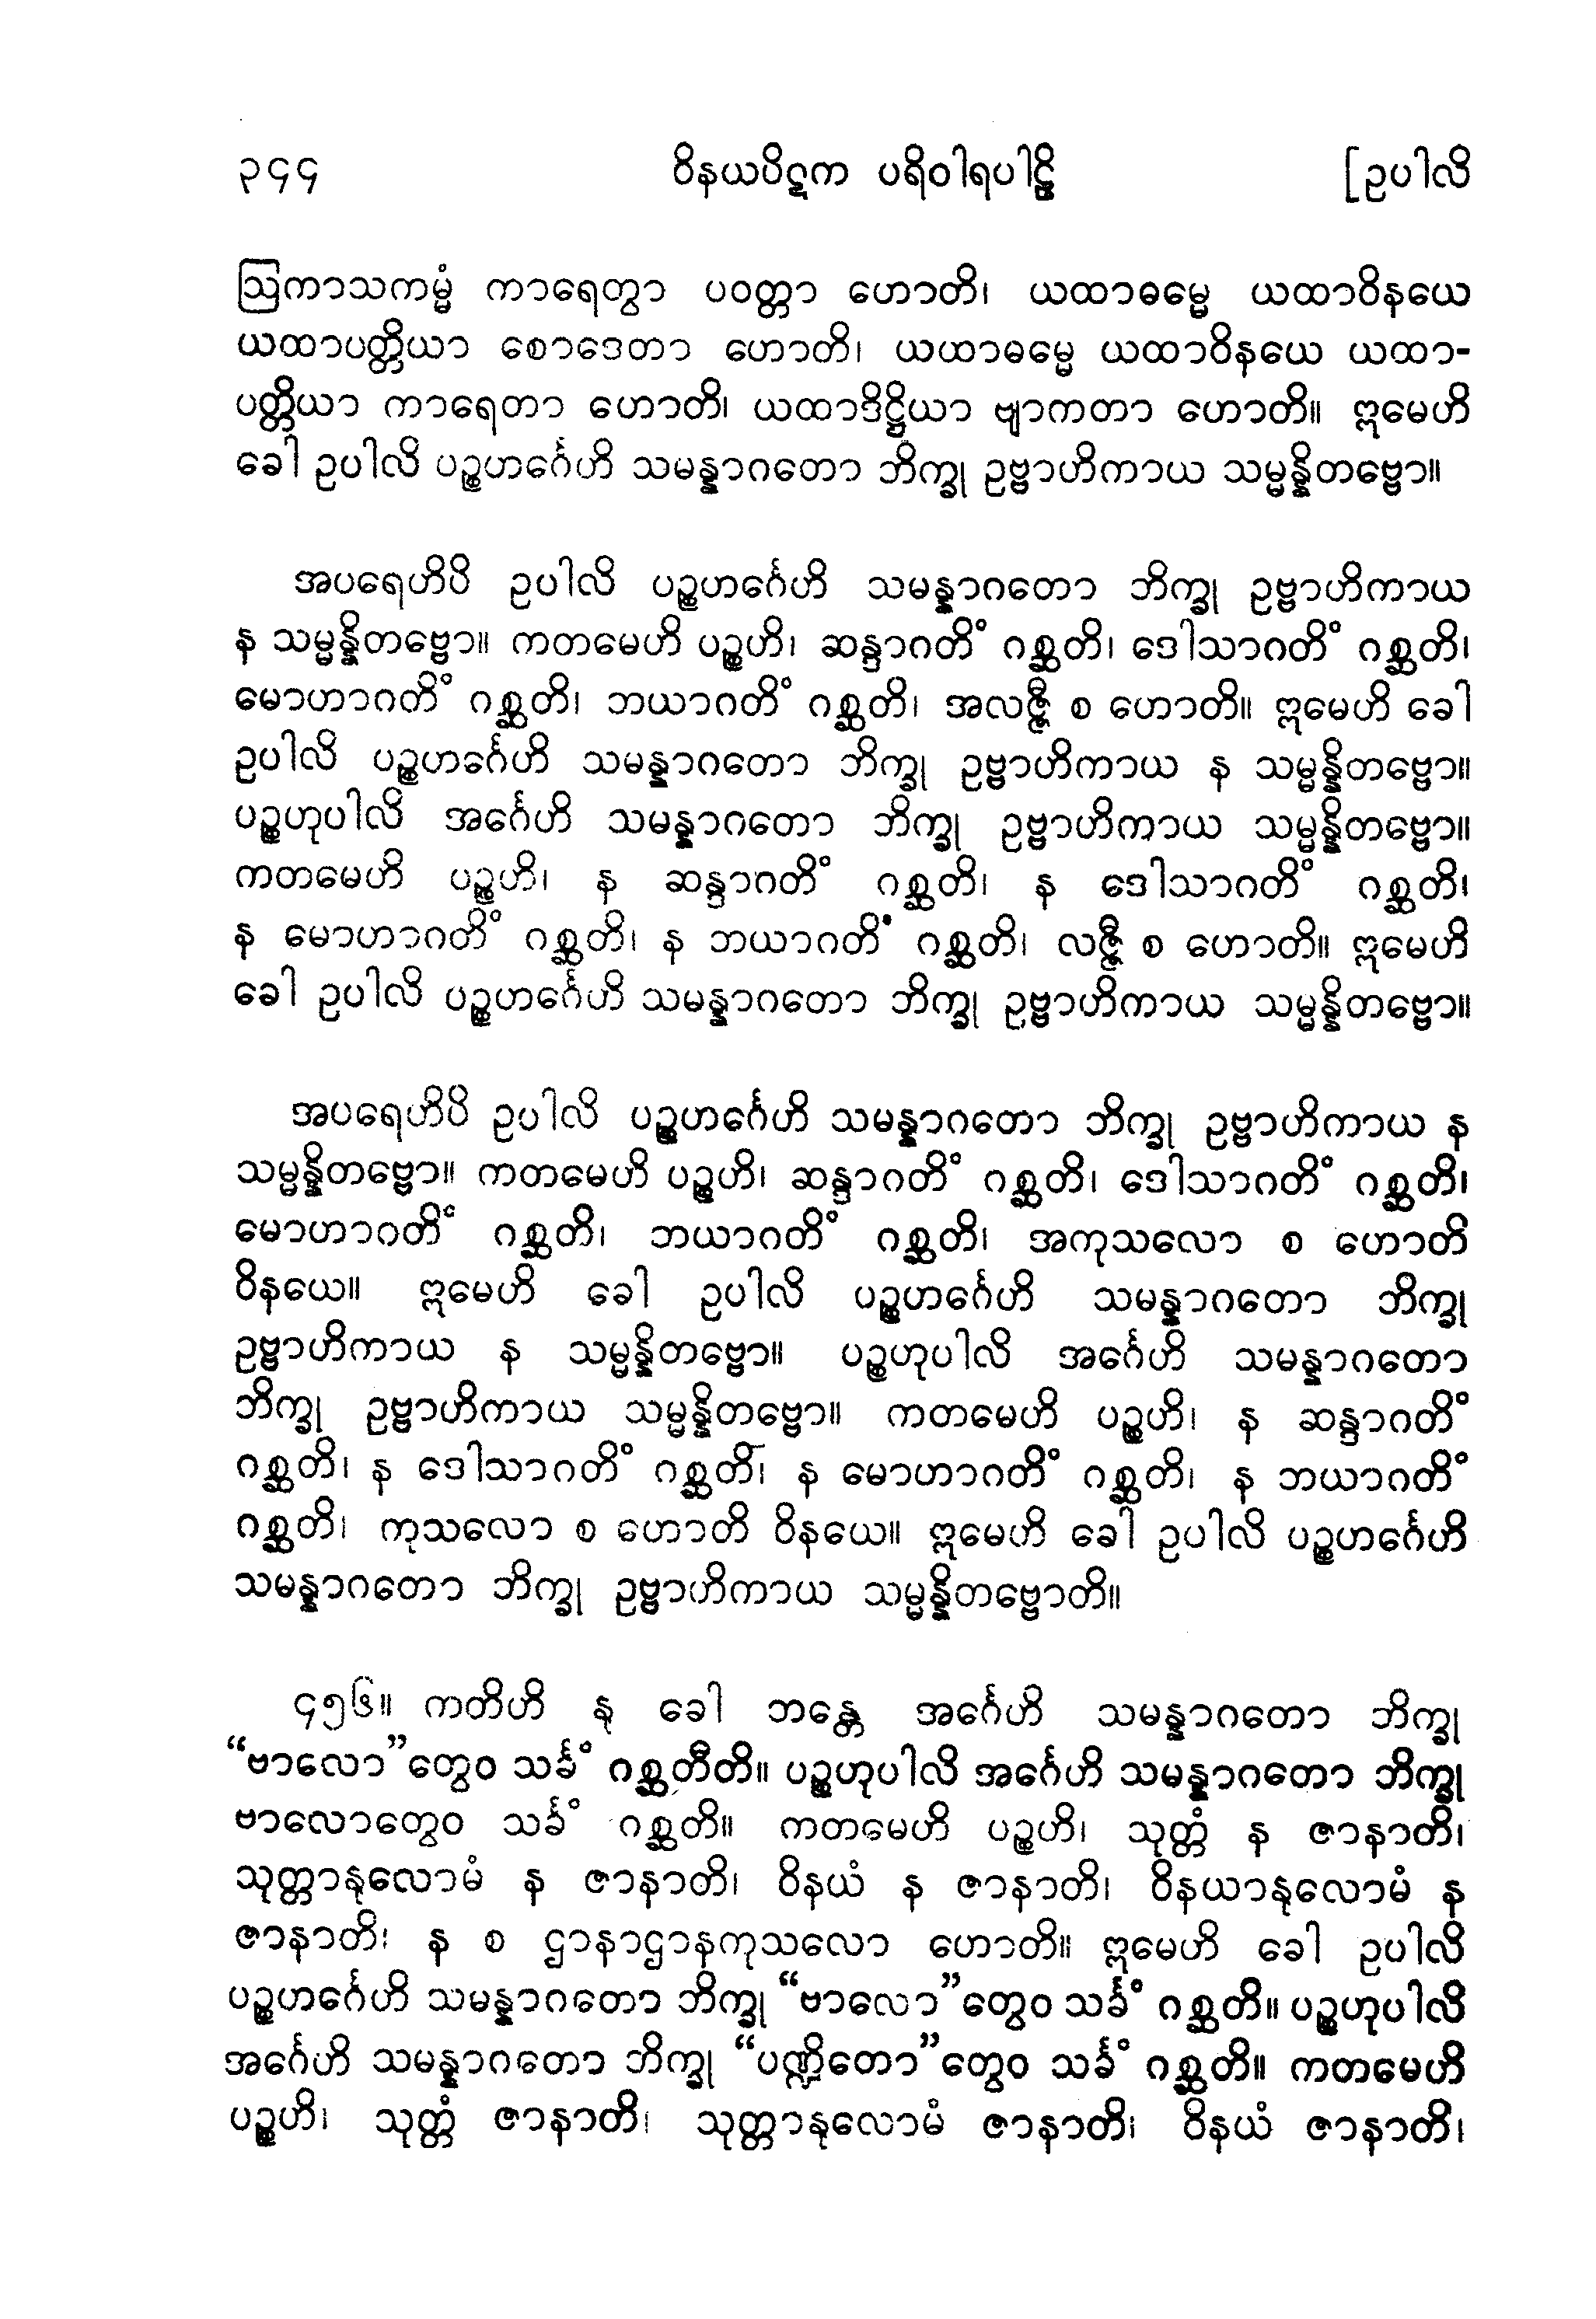 ၃၄၄ ဝိနယပိဋက ပရိဝါရပါဠိ [ဥပါလိ
ဩကာသကမ္မံ ကာရေတွာ ပဝတ္တာ ဟောတိ၊ ယထာဓမ္မေ ယထာဝိနယေ
ယထာပတ္တိယာ စောဒေတာ ဟောတိ၊ ယထာဓမ္မေ ယထာဝိနယေ ယထာ-
ပတ္တိယာ ကာရေတာ ဟောတိ၊ ယထာဒိဋ္ဌိယာ ဗျာကတာ ဟောတိ။ ဣမေဟိ
ခေါ ဥပါလိ ပဉ္စဟင်္ဂေဟိ သမန္နာဂတော ဘိက္ခု ဥဗ္ဗာဟိကာယ သမ္မန္နိတဗ္ဗော။
အပရေဟိပိ ဥပါလိ ပဉ္စဟင်္ဂေဟိ သမန္နာဂတော ဘိက္ခု ဥဗ္ဗာဟိကာယ
န သမ္မန္နိတဗ္ဗော။ ကတမေဟိ ပဉ္စဟိ၊ ဆန္ဒာဂတိံ ဂစ္ဆတိ၊ ဒေါသာဂတိံ ဂစ္ဆတိ၊
မောဟာဂတိံ ဂစ္ဆတိ၊ ဘယာဂတိံ ဂစ္ဆတိ၊ အလဇ္ဇီ စ ဟောတိ။ ဣမေဟိ ခေါ
ဥပါလိ ပဉ္စဟင်္ဂေဟိ သမန္နာဂတော ဘိက္ခု ဥဗ္ဗာဟိကာယ န သမ္မန္နိတဗ္ဗော။
ပဉ္စဟုပါလိ အင်္ဂေဟိ သမန္နာဂတော ဘိက္ခု ဥဗ္ဗာဟိကာယ သမ္မန္နိတဗ္ဗော။
ကတမေဟိ ပဉ္စဟိ၊ န ဆန္ဒာဂတိံ ဂစ္ဆတိ၊ န ဒေါသာဂတိံ ဂစ္ဆတိ၊
န မောဟာဂတိံ ဂစ္ဆတိ၊ န ဘယာဂတိံ ဂစ္ဆတိ၊ လဇ္ဇီ စ ဟောတိ။ ဣမေဟိ
ခေါ ဥပါလိ ပဉ္စဟင်္ဂေဟိ သမန္နာဂတော ဘိက္ခု ဥဗ္ဗာဟိကာယ သမ္မန္နိတဗ္ဗော။
အပရေဟိပိ ဥပါလိ ပဉ္စဟင်္ဂေဟိ သမန္နာဂတော ဘိက္ခု ဥဗ္ဗာဟိကာယ န
သမ္မန္နိတဗ္ဗော။ ကတမေဟိ ပဉ္စဟိ၊ ဆန္ဒာဂတိံ ဂစ္ဆတိ၊ ဒေါသာဂတိံ ဂစ္ဆတိ၊
မောဟာဂတိံ ဂစ္ဆတိ၊ ဘယာဂတိံ ဂစ္ဆတိ၊ အကုသလော စ ဟောတိ
ဝိနယေ။ ဣမေဟိ ခေါ ဥပါလိ ပဉ္စဟင်္ဂေဟိ သမန္နာဂတော ဘိက္ခု
ဥဗ္ဗာဟိကာယ န သမ္မန္နိတဗ္ဗော။ ပဉ္စဟုပါလိ အင်္ဂေဟိ သမန္နာဂတော
ဘိက္ခု ဥဗ္ဗာဟိကာယ သမ္မန္နိတဗ္ဗော။ ကတမေဟိ ပဉ္စဟိ၊ န ဆန္ဒာဂတိံ
ဂစ္ဆတိ၊ န ဒေါသာဂတိံ ဂစ္ဆတိ၊ န မောဟာဂတိံ ဂစ္ဆတိ၊ န ဘယာဂတိံ
ဂစ္ဆတိ၊ ကုသလော စ ဟောတိ ဝိနယေ။ ဣမေဟိ ခေါ ဥပါလိ ပဉ္စဟင်္ဂေဟိ
သမန္နာဂတော ဘိက္ခု ဥဗ္ဗာဟိကာယ သမ္မန္နိတဗ္ဗောတိ။
၄၅၆။ ကတိဟိ နု ခေါ ဘန္တေ အင်္ဂေဟိ သမန္နာဂတော ဘိက္ခု
“ဗာလော”တွေဝ သင်္ခံ ဂစ္ဆတီတိ။ ပဉ္စဟုပါလိ အင်္ဂေဟိ သမန္နာဂတော ဘိက္ခု
ဗာလောတွေဝ သင်္ခံ ဂစ္ဆတိ။ ကတမေဟိ ပဉ္စဟိ၊ သုတ္တံ န ဇာနာတိ၊
သုတ္တာနုလောမံ န ဇာနာတိ၊ ဝိနယံ န ဇာနာတိ၊ ဝိနယာနုလောမံ န
ဇာနာတိ၊ န စ ဌာနာဌာနကုသလော ဟောတိ။ ဣမေဟိ ခေါ ဥပါလိ
ပဉ္စဟင်္ဂေဟိ သမန္နာဂတော ဘိက္ခု “ဗာလော”တွေဝ သင်္ခံ ဂစ္ဆတိ။ ပဉ္စဟုပါလိ
အင်္ဂေဟိ သမန္နာဂတော ဘိက္ခု “ပဏ္ဍိတော”တွေဝ သင်္ခံ ဂစ္ဆတိ။ ကတမေဟိ
ပဉ္စဟိ၊ သုတ္တံ ဇာနာတိ၊ သုတ္တာနုလောမံ ဇာနာတိ၊ ဝိနယံ ဇာနာတိ၊